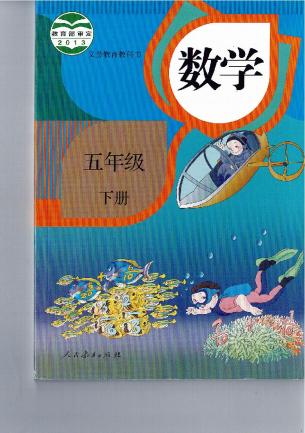 教育部审定
2013
义务教育教科书
数学
五年级
下册
人民教育出版社